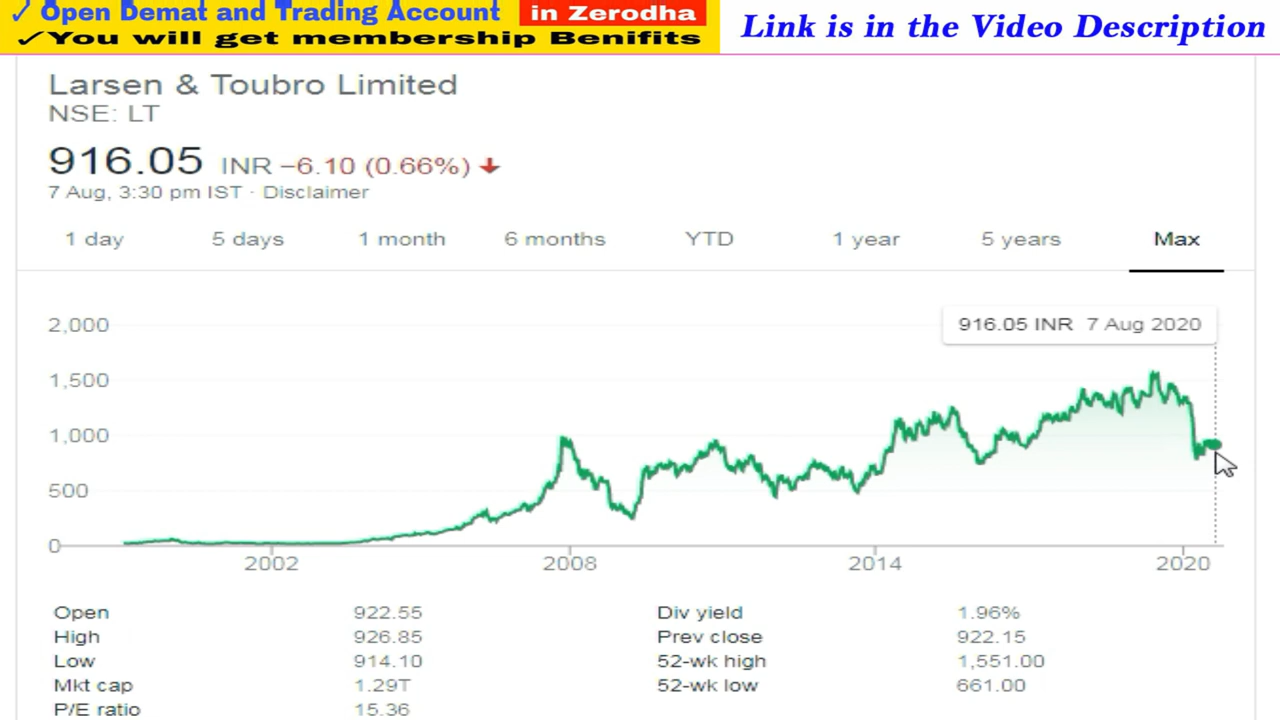 ✓ Open Demat and Trading Account in Zerodha
✓You will get membership Benifits
Link is in the Video Description
Larsen & Toubro Limited
NSE: LT
916.05 INR −6.10 (0.66%) ↓
7 Aug, 3:30 pm IST · Disclaimer
1 day 5 days 1 month 6 months YTD 1 year 5 years Max
916.05 INR 7 Aug 2020
2,000
1,500
1,000
500
0
2002 2008 2014 2020
Open 922.55 Div yield 1.96%
High 926.85 Prev close 922.15
Low 914.10 52-wk high 1,551.00
Mkt cap 1.29T 52-wk low 661.00
P/E ratio 15.36